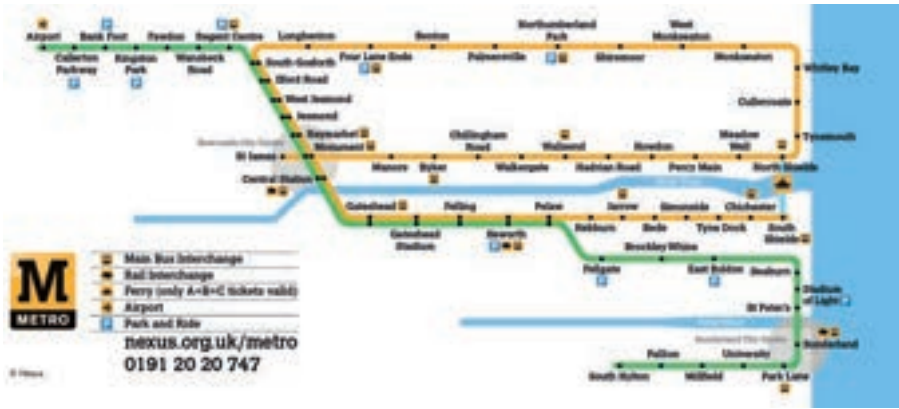 Airport
Bank Foot
Fawdon
Regent Centre
Longbenton
Benton
Northumberland
Park
West
Monkseaton
Callerton
Parkway
Kingston
Park
Wansbeck
Road
South Gosforth
Four Lane Ends
Palmersville
Shiremoor
Monkseaton
Ilford Road
Whitley Bay
West Jesmond
Cullercoats
Jesmond
Haymarket
Chillingham
Road
Wallsend
Meadow
Well
Tynemouth
Monument
Howdon
St James
Manors
Byker
Walkergate
Hadrian Road
Percy Main
North Shields
Central Station
Gateshead
Felling
Pelaw
Jarrow
Simonside
Chichester
Gateshead
Stadium
Heworth
Hebburn
Bede
Tyne Dock
South
Shields
Brockley Whins
Fellgate
East Boldon
Seaburn
Stadium
of Light
St Peter's
Sunderland
Pallion
University
South Hylton
Millfield
Park Lane
M
METRO
Main Bus Interchange
Rail Interchange
Ferry (only A+B+C tickets valid)
Airport
P Park and Ride
nexus.org.uk/metro
0191 20 20 747
© Nexus